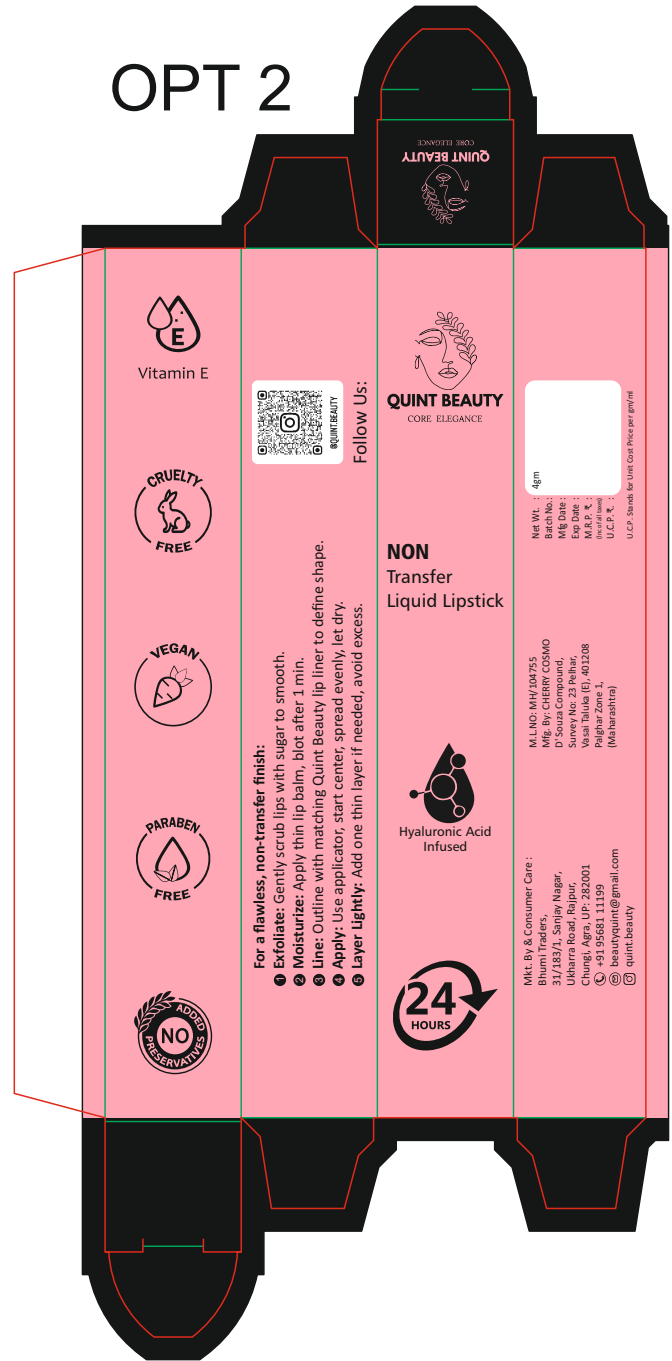 OPT 2
QUINT BEAUTY
CORE ELEGANCE
E
Vitamin E
CRUELTY
FREE
VEGAN
PARABEN
FREE
ADDED
NO
PRESERVATIVES
@QUINT.BEAUTY
Follow Us:
For a flawless, non-transfer finish:
1 Exfoliate: Gently scrub lips with sugar to smooth.
2 Moisturize: Apply thin lip balm, blot after 1 min.
3 Line: Outline with matching Quint Beauty lip liner to define shape.
4 Apply: Use applicator, start center, spread evenly, let dry.
5 Layer Lightly: Add one thin layer if needed, avoid excess.
QUINT BEAUTY
CORE ELEGANCE
NON
Transfer
Liquid Lipstick
Hyaluronic Acid
Infused
24
HOURS
Net Wt. : 4gm
Batch No.:
Mfg Date :
Exp Date :
M.R.P. ₹. :
(Inc of all taxes)
U.C.P. ₹. :
U.C.P. Stands for Unit Cost Price per gm/ml
M.L.NO: MH/104755
Mfg. By: CHERRY COSMO
D' Souza Compound,
Survey No: 23 Pelhar,
Vasai Taluka (E), 401208
Palghar Zone 1,
(Maharashtra)
Mkt. By & Consumer Care :
Bhumi Traders,
31/183/1, Sanjay Nagar,
Ukharra Road, Rajpur,
Chungi, Agra, UP: 282001
+91 95681 11199
beautyquint@gmail.com
quint.beauty